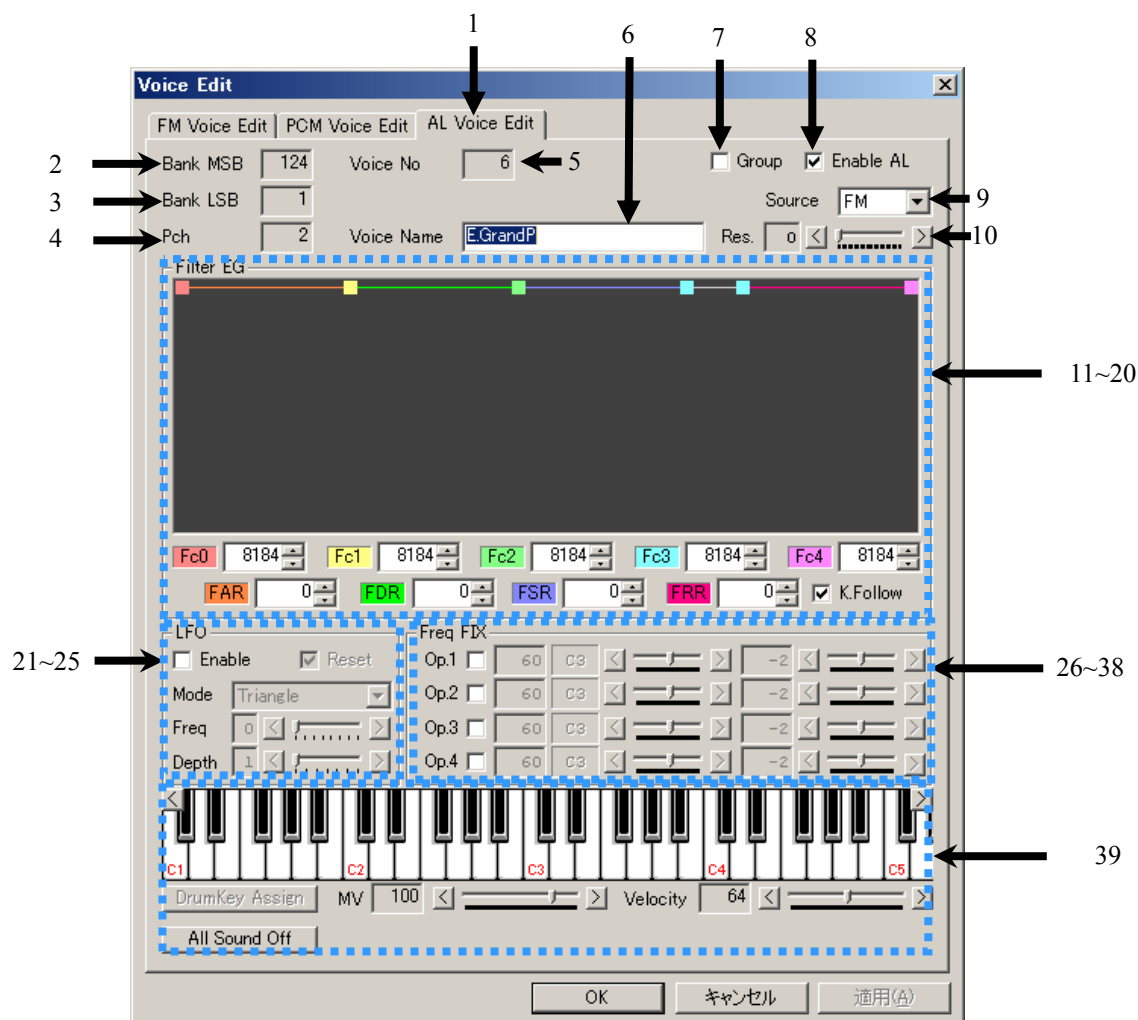 1
6
7
8
Voice Edit
FM Voice Edit
PCM Voice Edit
AL Voice Edit
2
Bank MSB
124
Voice No
6
5
Group
Enable AL
3
Bank LSB
1
Source
FM
9
4
Pch
2
Voice Name
E.GrandP
Res.
0
10
Filter EG
11~20
Fc0
8184
Fc1
8184
Fc2
8184
Fc3
8184
Fc4
8184
FAR
0
FDR
0
FSR
0
FRR
0
K.Follow
LFO
21~25
Enable
Reset
Mode
Triangle
Freq
0
Depth
1
Freq FIX
26~38
Op.1
60
C3
-2
Op.2
60
C3
-2
Op.3
60
C3
-2
Op.4
60
C3
-2
C1
C2
C3
C4
C5
39
DrumKey Assign
MV
100
Velocity
64
All Sound Off
OK
キャンセル
適用(A)